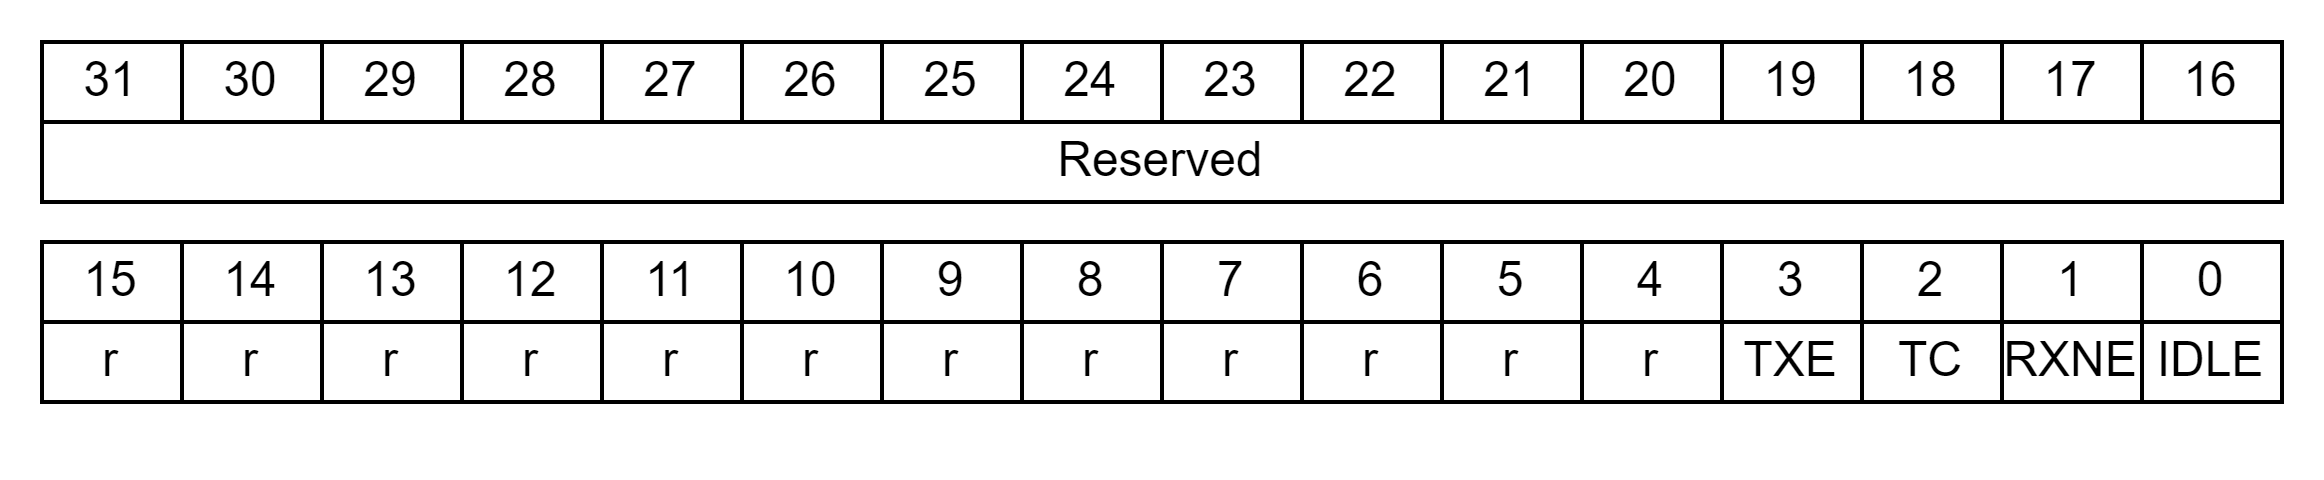 31 30 29 28 27 26 25 24 23 22 21 20 19 18 17 16
Reserved
15 14 13 12 11 10 9 8 7 6 5 4 3 2 1 0
r r r r r r r r r r r r TXE TC RXNE IDLE